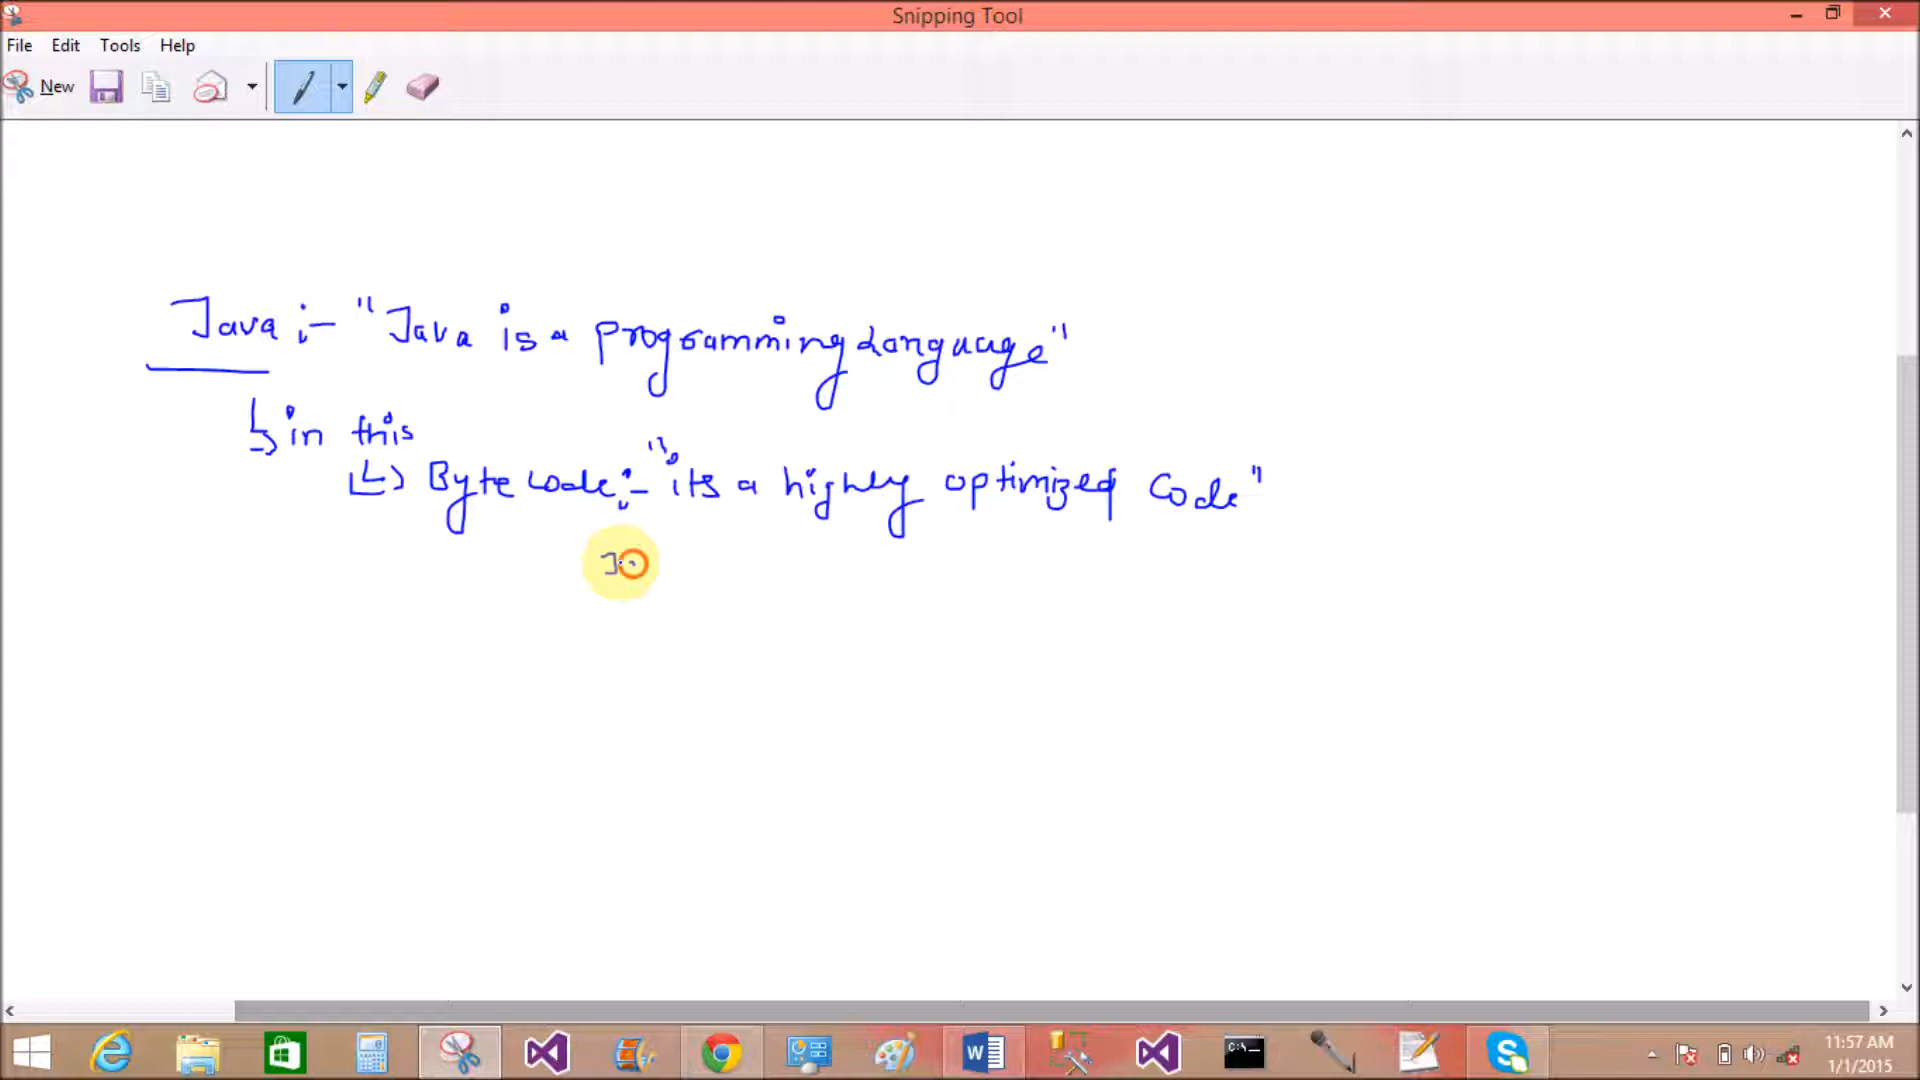 Snipping Tool
File Edit Tools Help
New
Java :- "Java is a programming Language"
in this
Byte code :- "its a highly optimized Code"
11:57 AM
1/1/2015